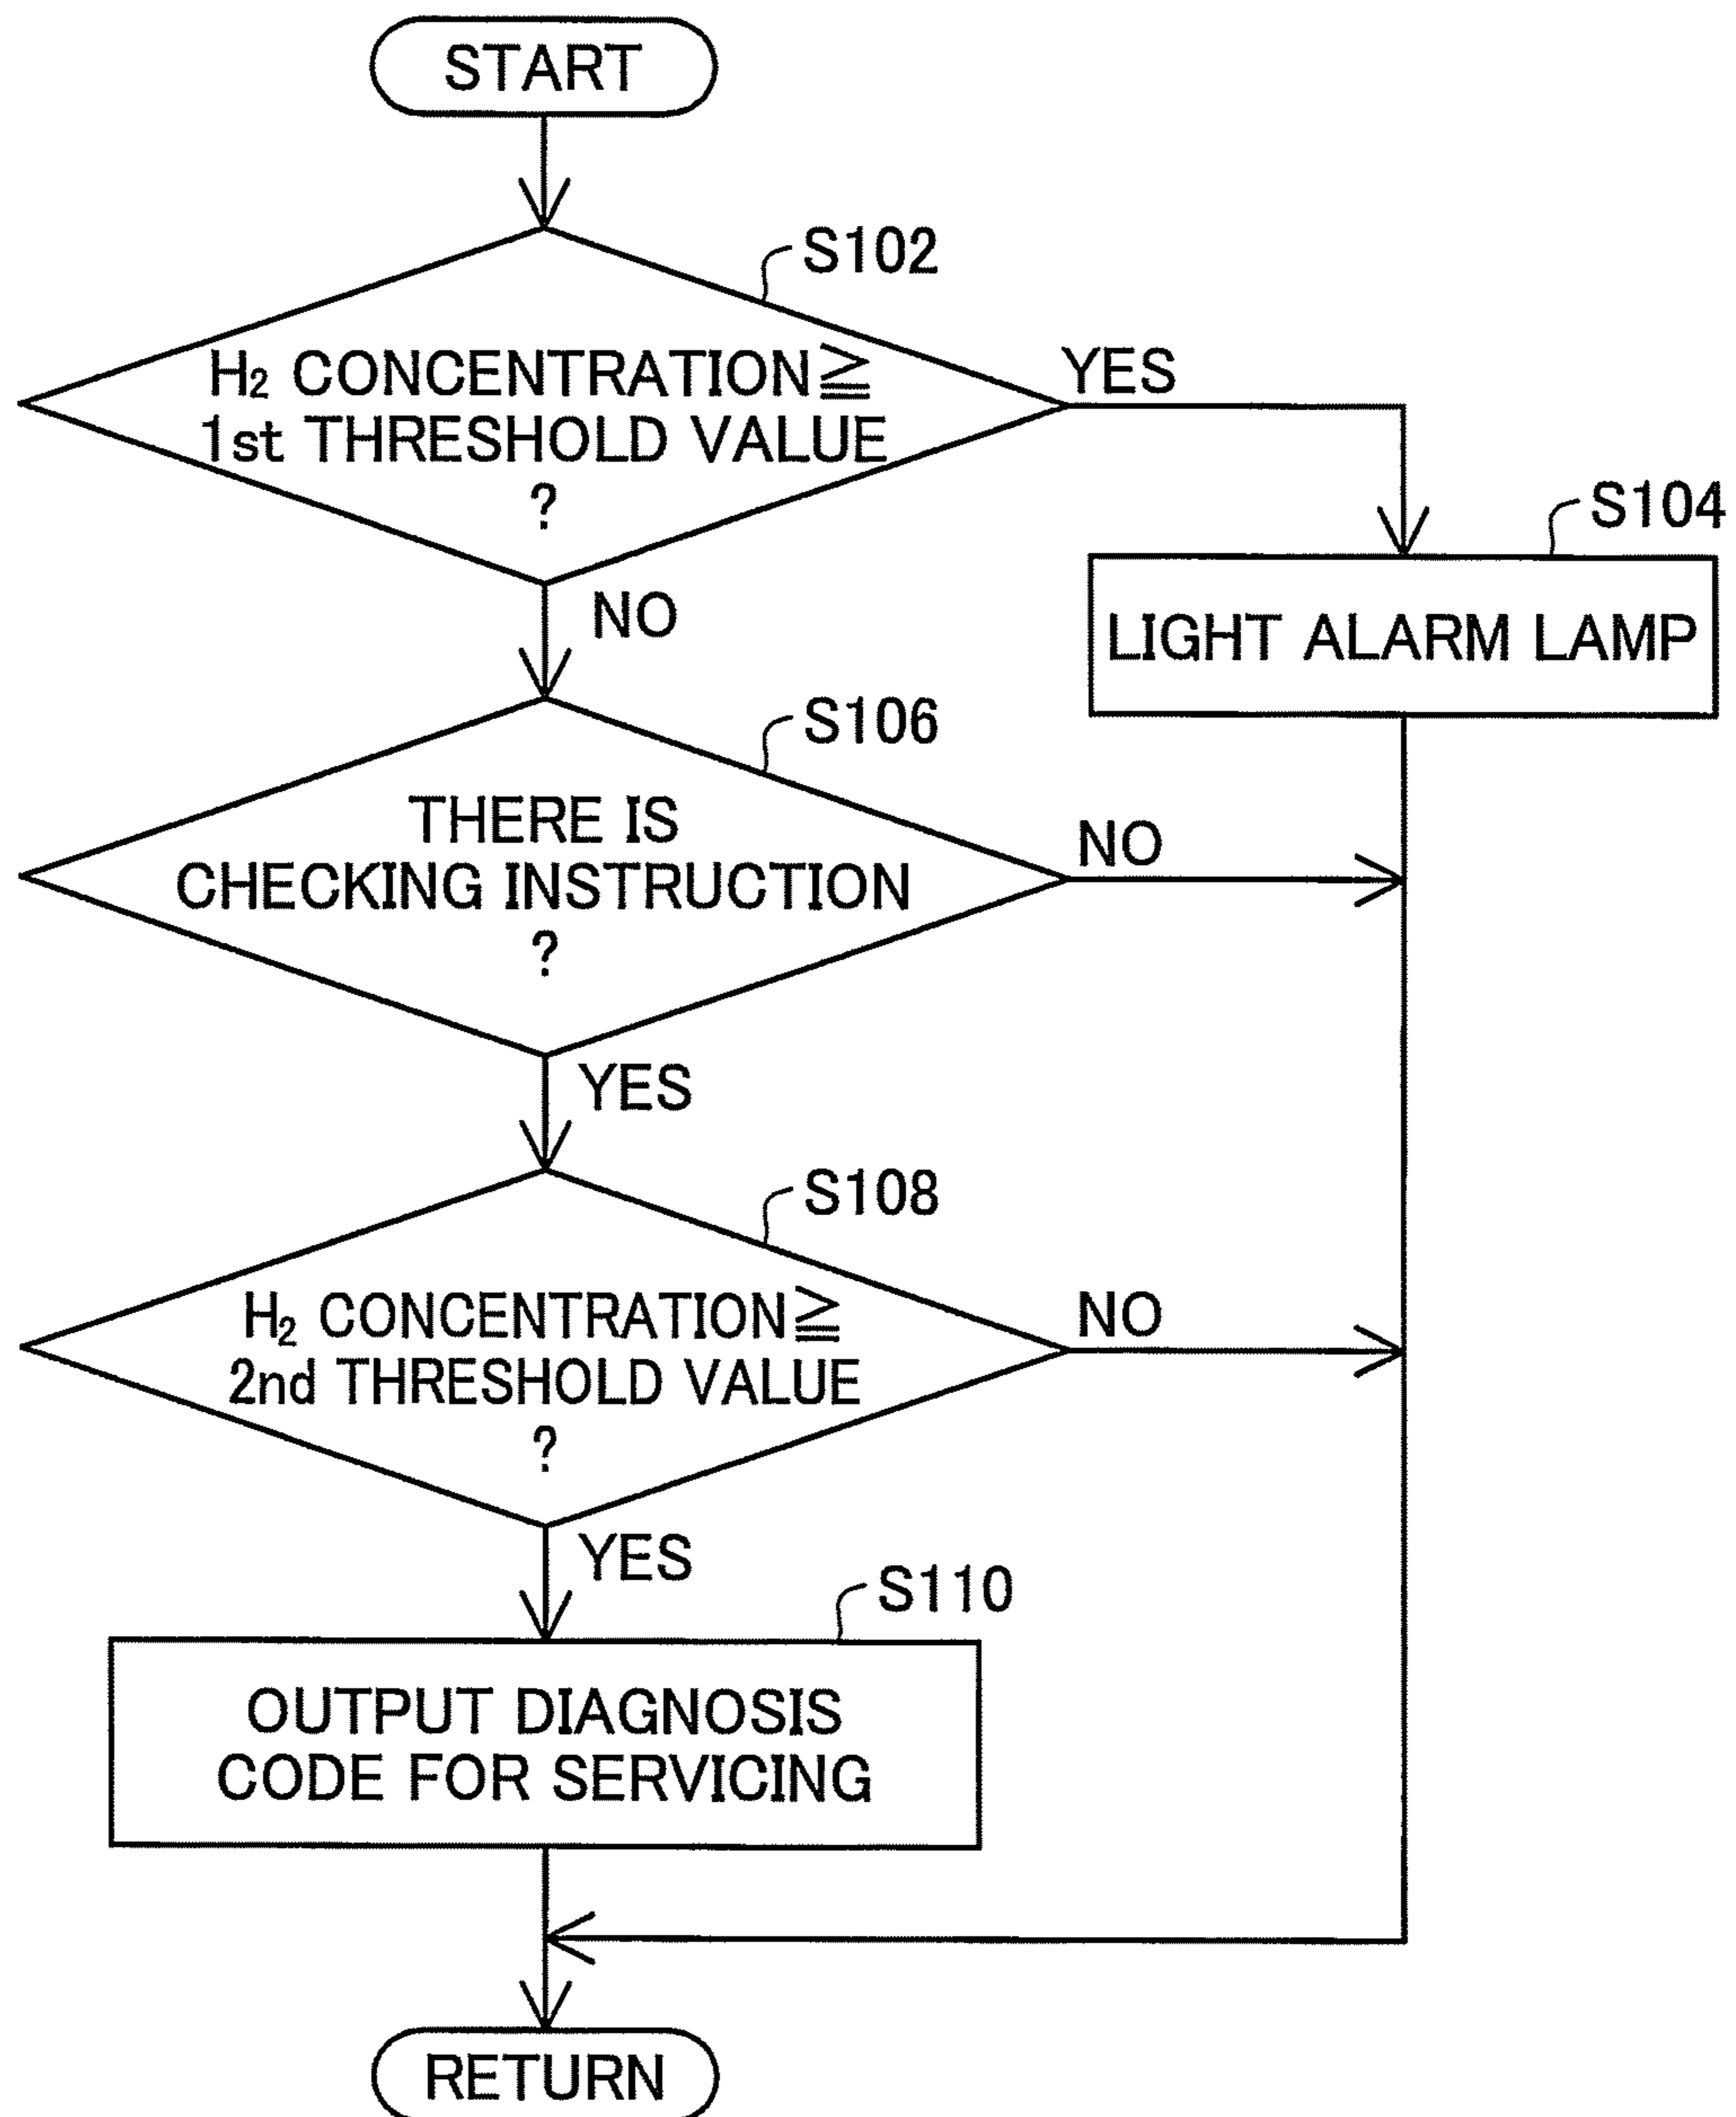 START
S102
H₂ CONCENTRATION≧
1st THRESHOLD VALUE
?
YES
NO
S104
LIGHT ALARM LAMP
S106
THERE IS
CHECKING INSTRUCTION
?
NO
YES
S108
H₂ CONCENTRATION≧
2nd THRESHOLD VALUE
?
NO
YES
S110
OUTPUT DIAGNOSIS
CODE FOR SERVICING
RETURN